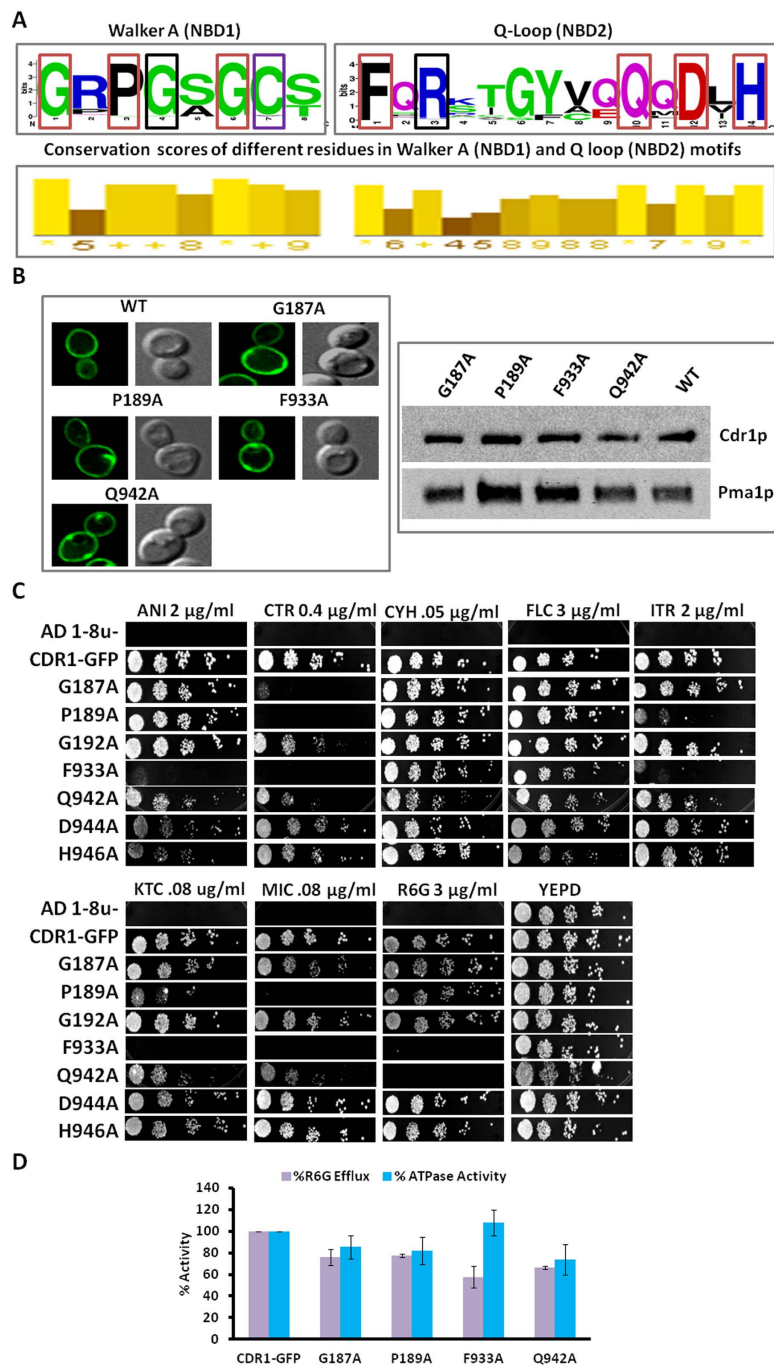 A
Walker A (NBD1)
Q-Loop (NBD2)
Conservation scores of different residues in Walker A (NBD1) and Q loop (NBD2) motifs
* 5 + + 8 * + 9
* 6 + 4 5 8 9 8 8 * 7 * 9 *
B
WT
G187A
P189A
F933A
Q942A
G187A
P189A
F933A
Q942A
WT
Cdr1p
Pma1p
C
ANI 2 µg/ml
CTR 0.4 µg/ml
CYH .05 µg/ml
FLC 3 µg/ml
ITR 2 µg/ml
AD 1-8u-
CDR1-GFP
G187A
P189A
G192A
F933A
Q942A
D944A
H946A
KTC .08 ug/ml
MIC .08 µg/ml
R6G 3 µg/ml
YEPD
AD 1-8u-
CDR1-GFP
G187A
P189A
G192A
F933A
Q942A
D944A
H946A
D
%R6G Efflux
% ATPase Activity
% Activity
140
120
100
80
60
40
20
0
CDR1-GFP
G187A
P189A
F933A
Q942A